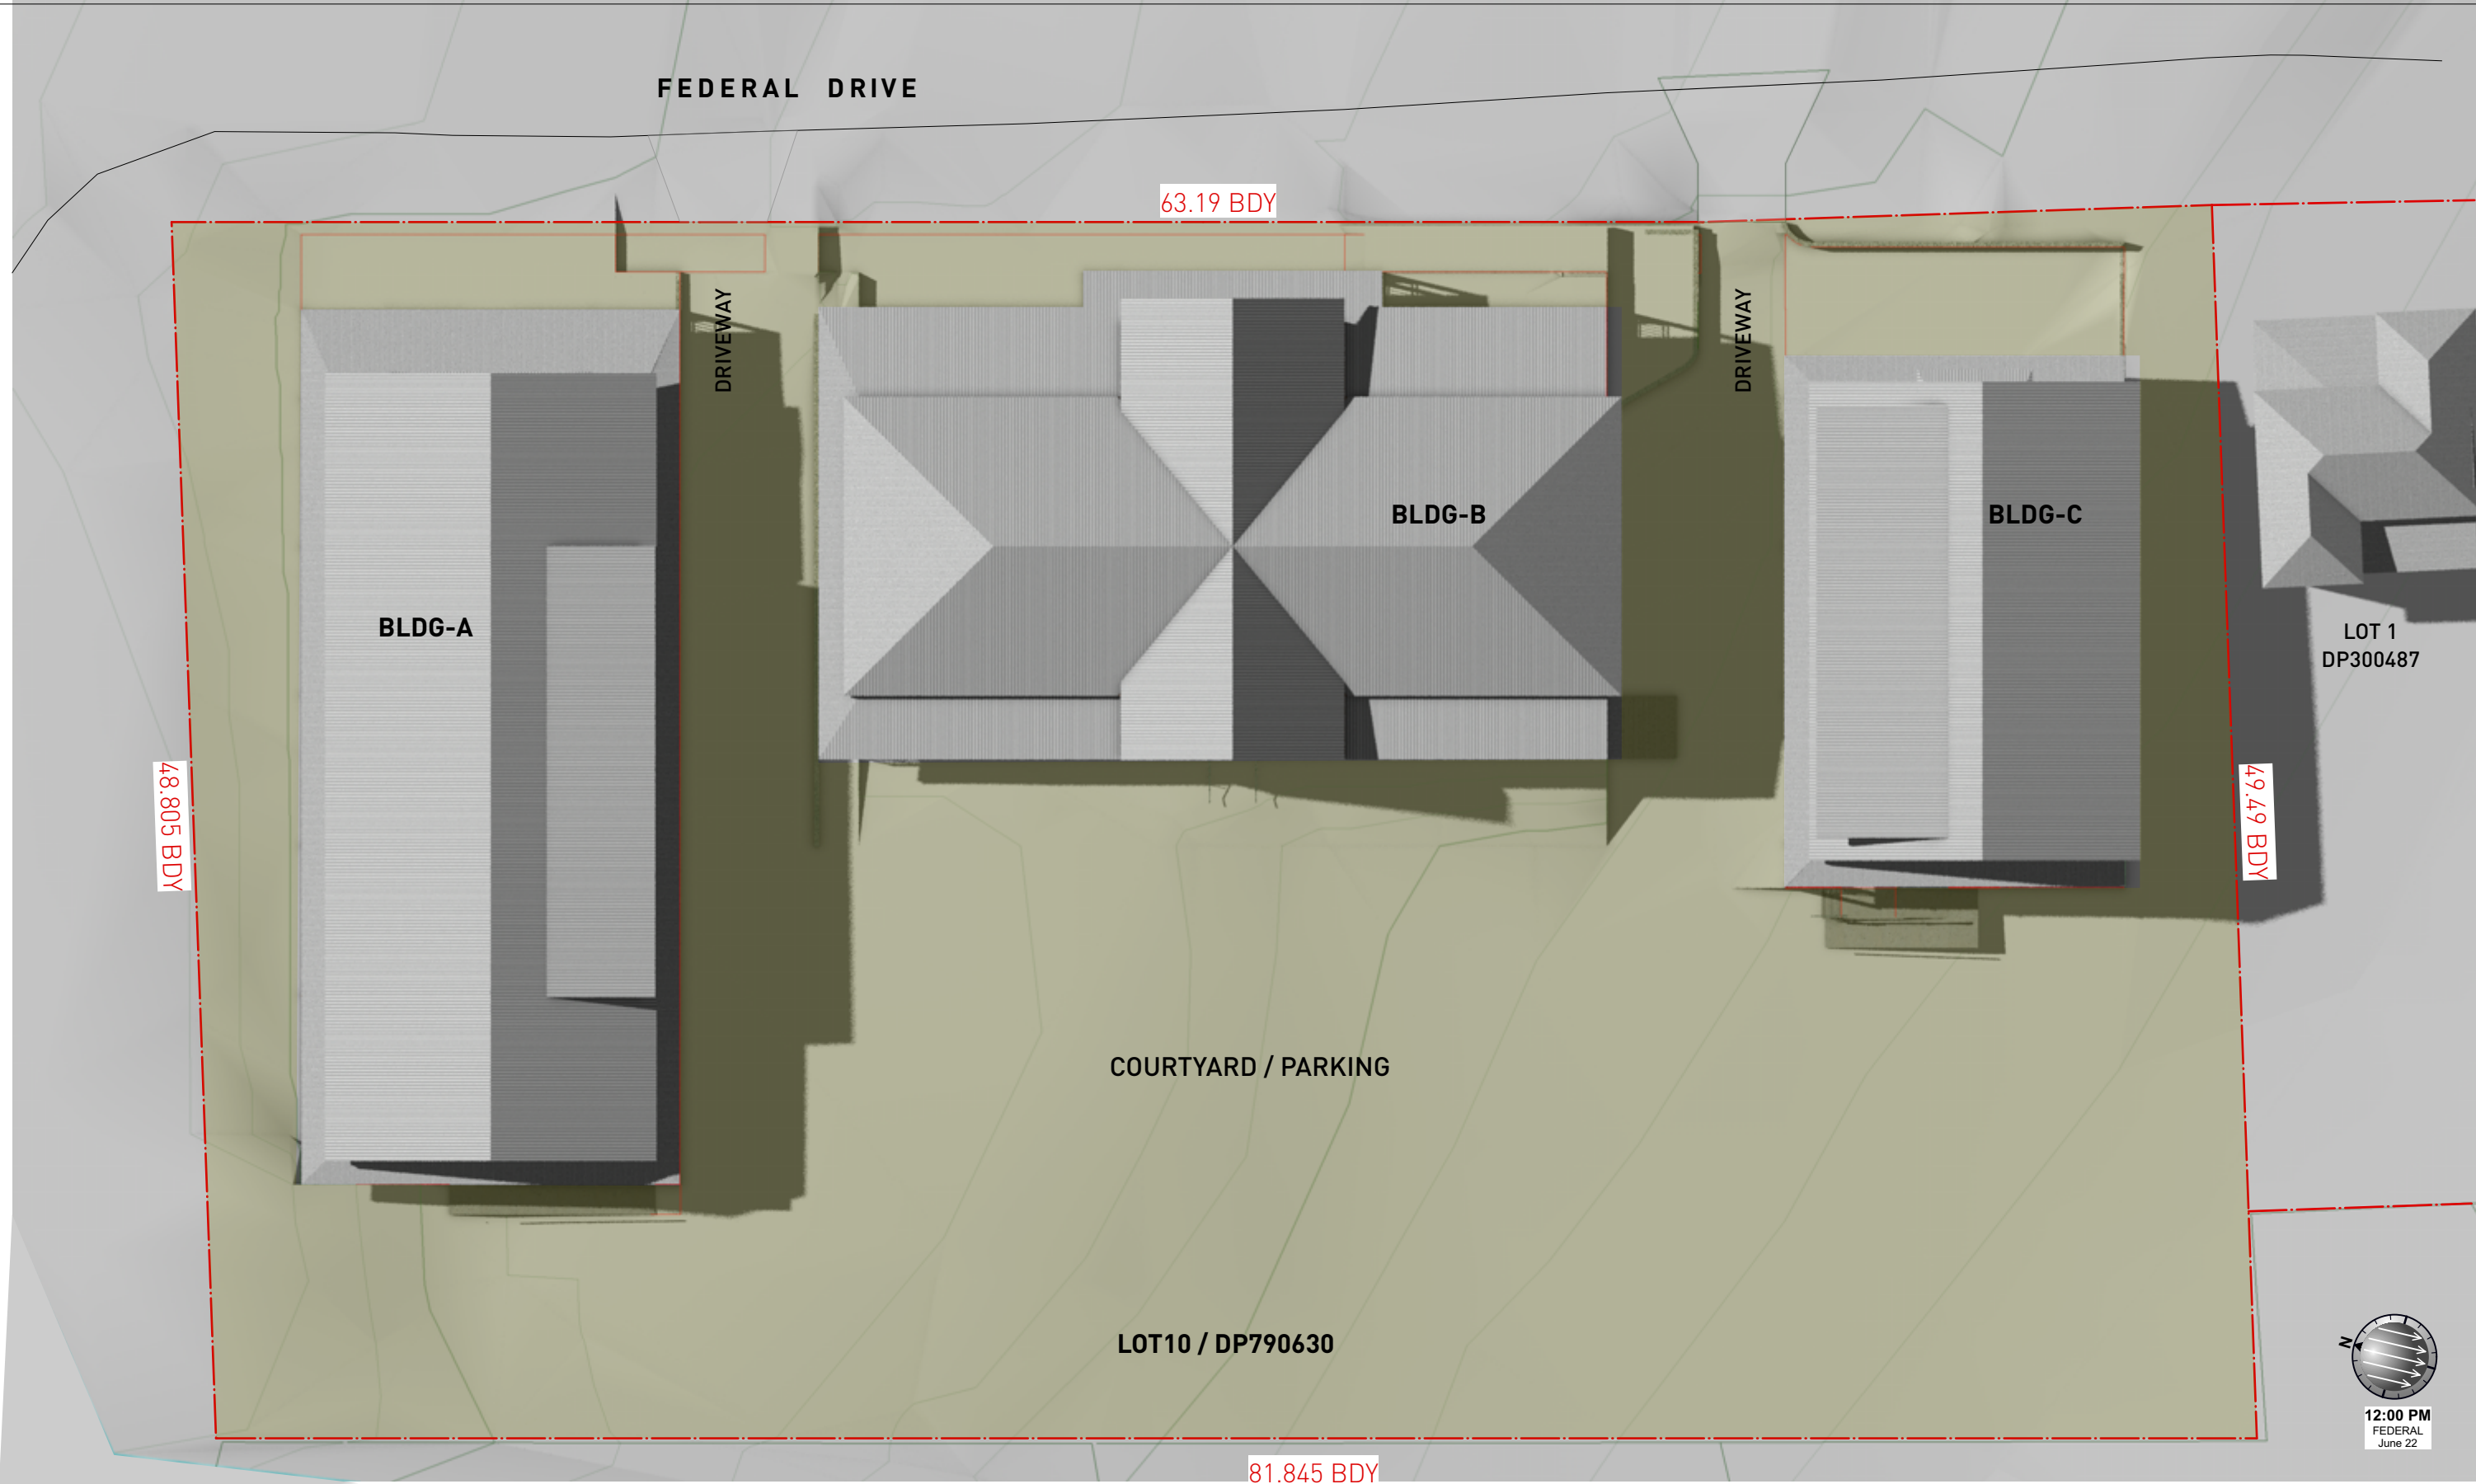 FEDERAL DRIVE
63.19 BDY
DRIVEWAY
DRIVEWAY
BLDG-B
BLDG-C
BLDG-A
LOT 1
DP300487
48.805 BDY
49.49 BDY
COURTYARD / PARKING
LOT10 / DP790630
N
12:00 PM
FEDERAL
June 22
81.845 BDY